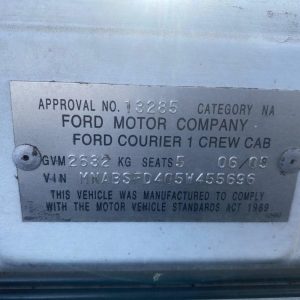 APPROVAL NO. 13285 CATEGORY NA
FORD MOTOR COMPANY
FORD COURIER 1 CREW CAB
GVM 2632 KG SEATS 5 06/05
VIN
THIS VEHICLE WAS MANUFACTURED TO COMPLY
WITH THE MOTOR VEHICLE STANDARDS ACT 1989